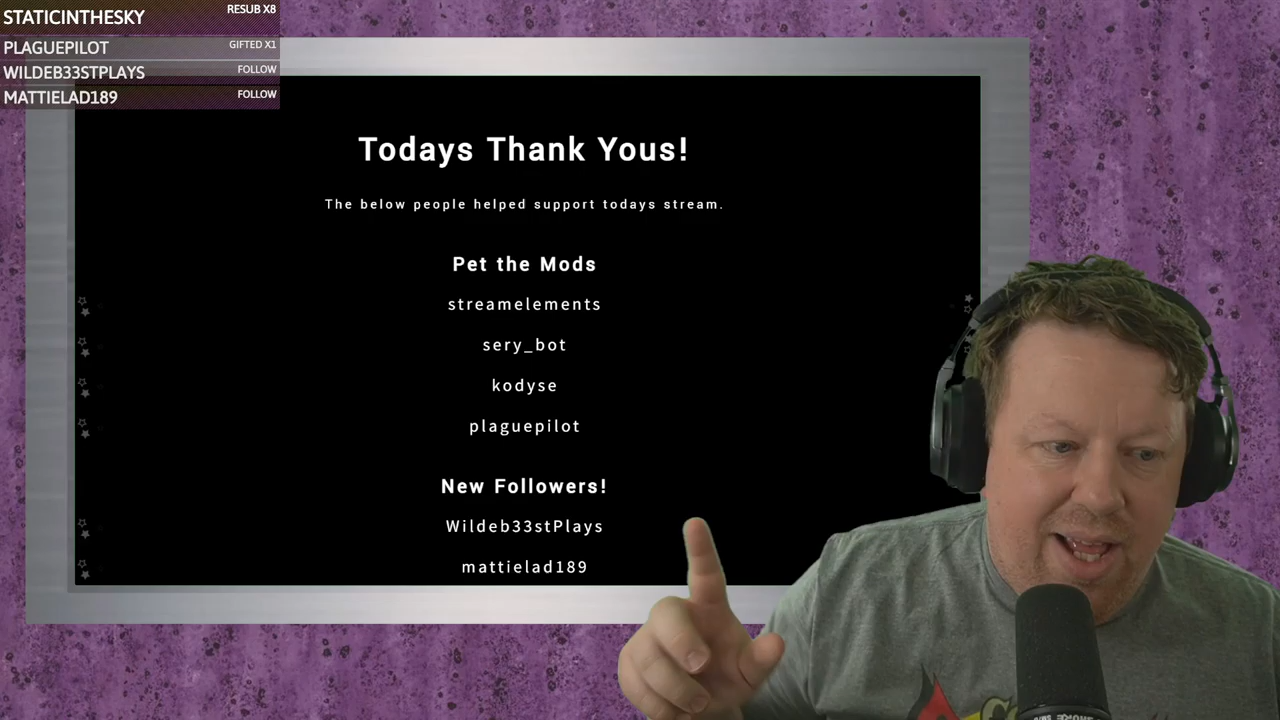 STATICINTHESKY RESUB X8
PLAGUEPILOT GIFTED X1
WILDEB33STPLAYS FOLLOW
MATTIELAD189 FOLLOW
Todays Thank Yous!
The below people helped support todays stream.
Pet the Mods
streamelements
sery_bot
kodyse
plaguepilot
New Followers!
Wildeb33stPlays
mattielad189